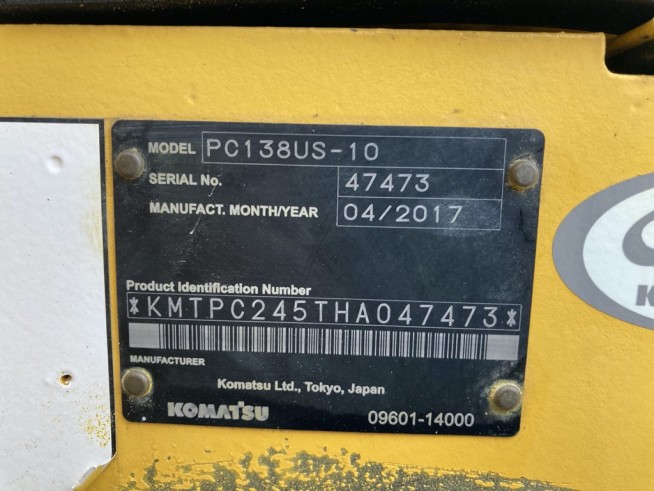 MODEL PC138US-10
SERIAL No. 47473
MANUFACT. MONTH/YEAR 04/2017
Product Identification Number
*KMTPC245THA047473*
MANUFACTURER
Komatsu Ltd., Tokyo, Japan
KOMATSU 09601-14000